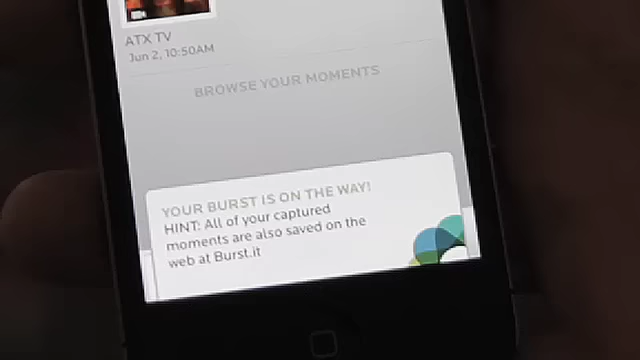 ATX TV
Jun 2, 10:50AM
BROWSE YOUR MOMENTS
YOUR BURST IS ON THE WAY!
HINT: All of your captured
moments are also saved on the
web at Burst.it